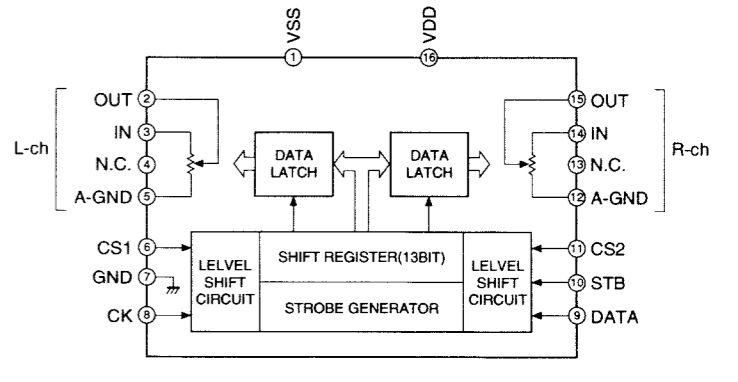 VSS
VDD
1
16
OUT 2
15 OUT
IN 3
14 IN
L-ch
N.C. 4
DATA
LATCH
DATA
LATCH
13 N.C.
R-ch
A-GND 5
12 A-GND
CS1 6
11 CS2
LELVEL
SHIFT
CIRCUIT
SHIFT REGISTER(13BIT)
LELVEL
SHIFT
CIRCUIT
GND 7
10 STB
STROBE GENERATOR
CK 8
9 DATA